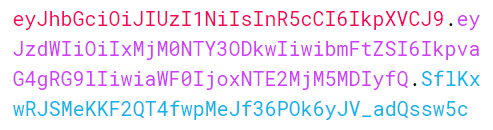 eyJhbGciOiJIUzI1NiIsInR5cCI6IkpXVCJ9.ey
JzdWIiOiIxMjM0NTY3ODkwIiwibmFtZSI6Ikpva
G4gRG9lIiwiaWF0IjoxNTE2MjM5MDIyfQ.SflKx
wRJSMeKKF2QT4fwpMeJf36POk6yJV_adQssw5c